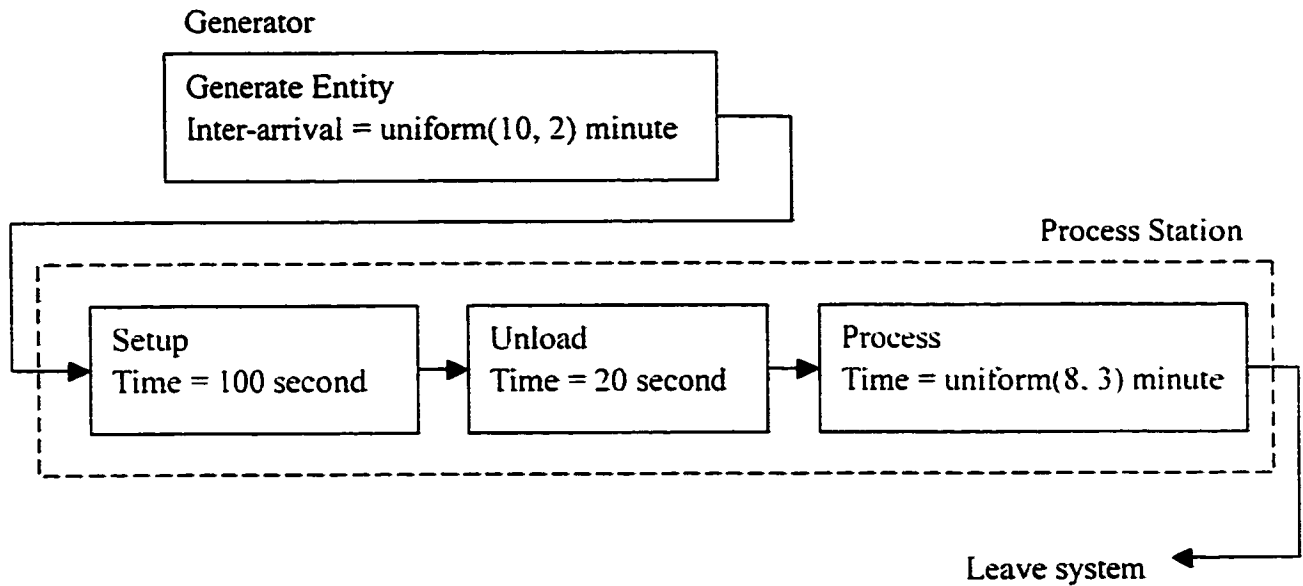 Generator
Generate Entity
Inter-arrival = uniform(10, 2) minute
Process Station
Setup
Time = 100 second
Unload
Time = 20 second
Process
Time = uniform(8. 3) minute
Leave system